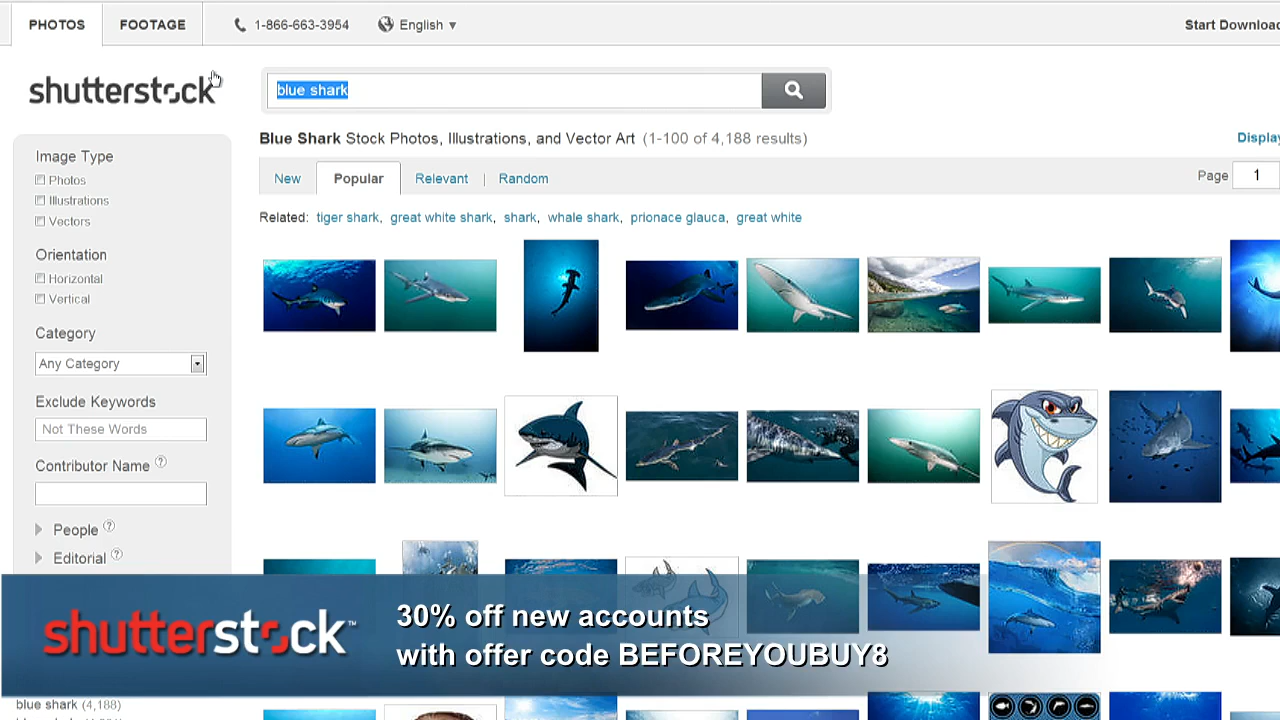 PHOTOS FOOTAGE 1-866-663-3954 English Start Download
shutterstock
blue shark
Blue Shark Stock Photos, Illustrations, and Vector Art (1-100 of 4,188 results)
Display
New Popular Relevant | Random
Page 1
Related: tiger shark, great white shark, shark, whale shark, prionace glauca, great white
Image Type
Photos
Illustrations
Vectors
Orientation
Horizontal
Vertical
Category
Any Category
Exclude Keywords
Not These Words
Contributor Name ?
People ?
Editorial ?
shutterstock™
30% off new accounts
with offer code BEFOREYOUBUY8
blue shark (4,188)